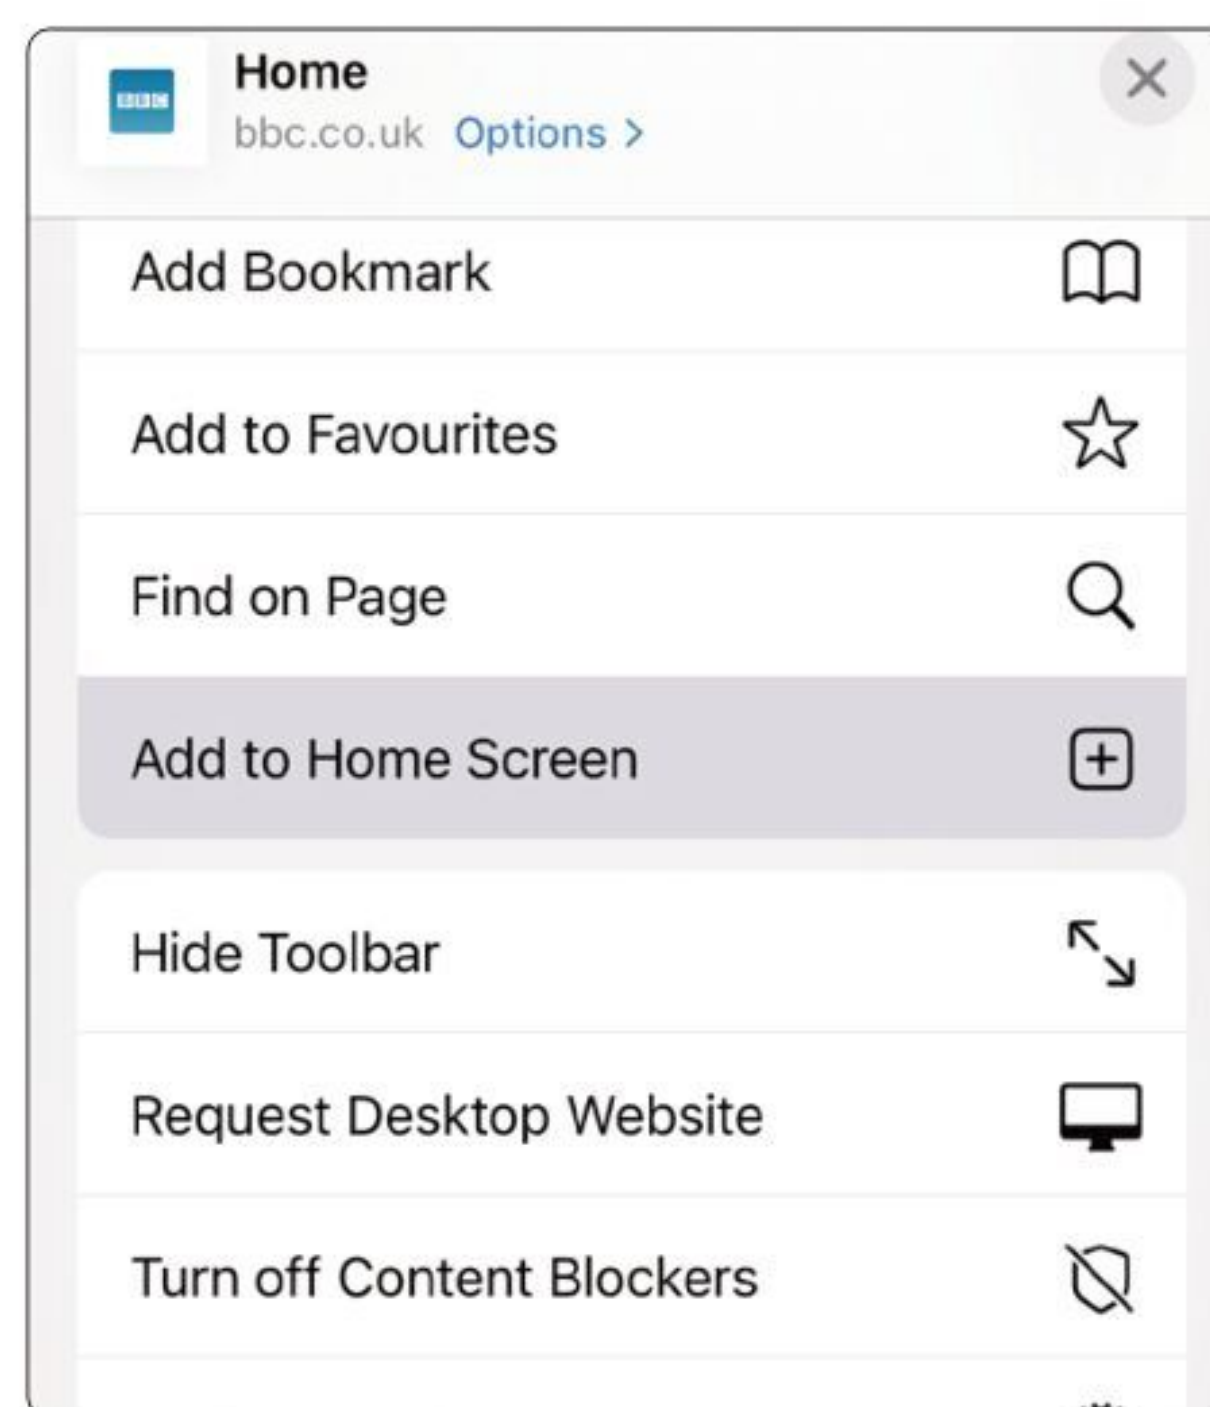 BBC
Home
bbc.co.uk Options >
Add Bookmark
Add to Favourites
Find on Page
Add to Home Screen
Hide Toolbar
Request Desktop Website
Turn off Content Blockers